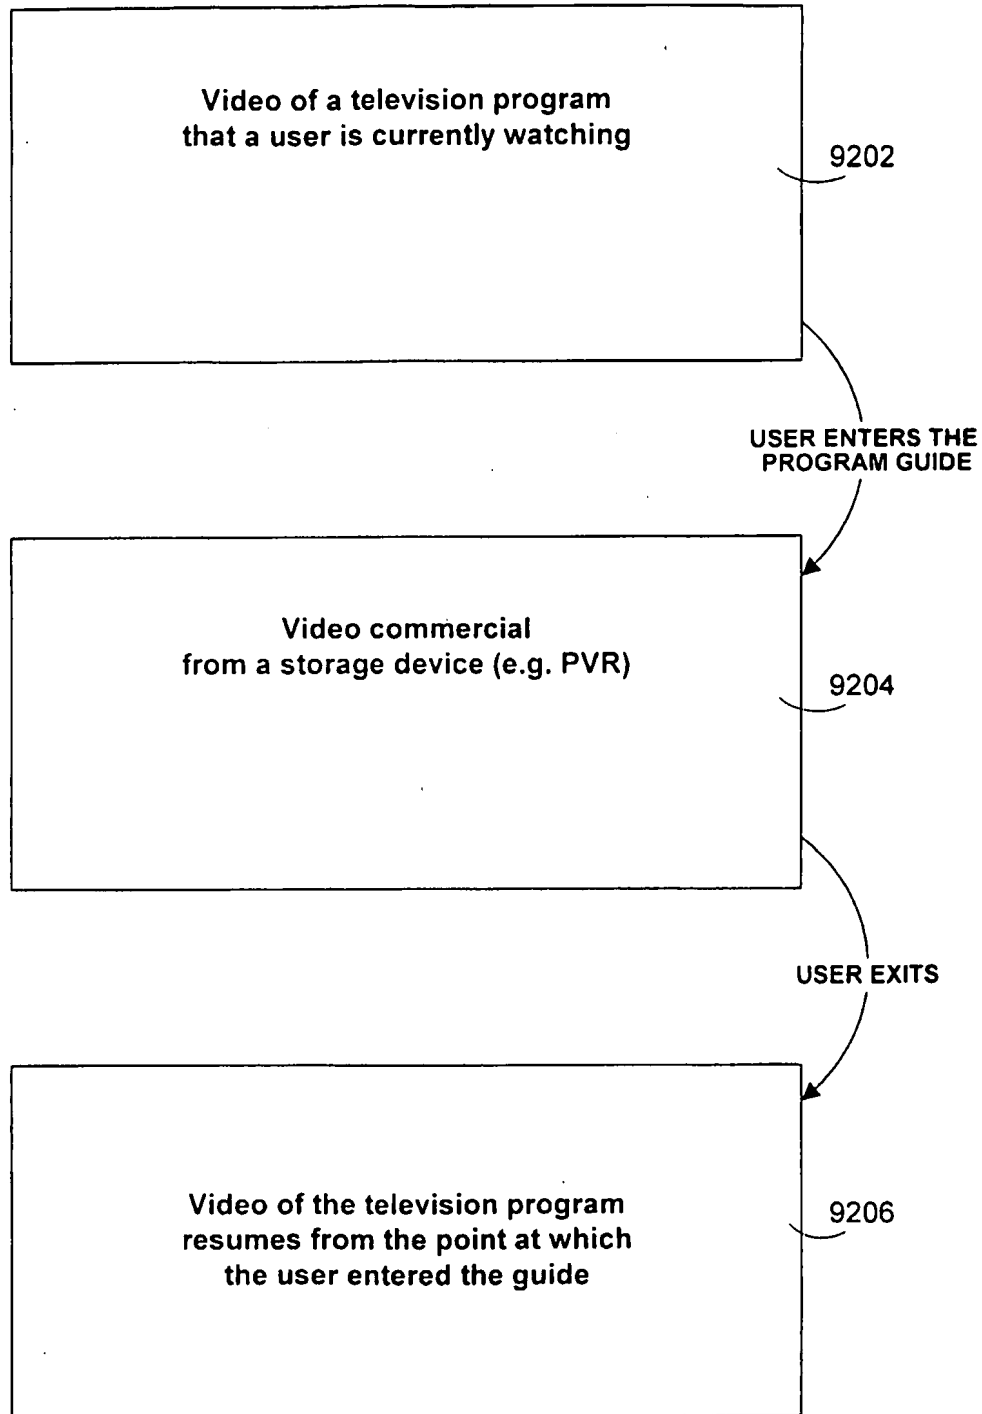 Video of a television program
that a user is currently watching
9202
USER ENTERS THE
PROGRAM GUIDE
Video commercial
from a storage device (e.g. PVR)
9204
USER EXITS
Video of the television program
resumes from the point at which
the user entered the guide
9206